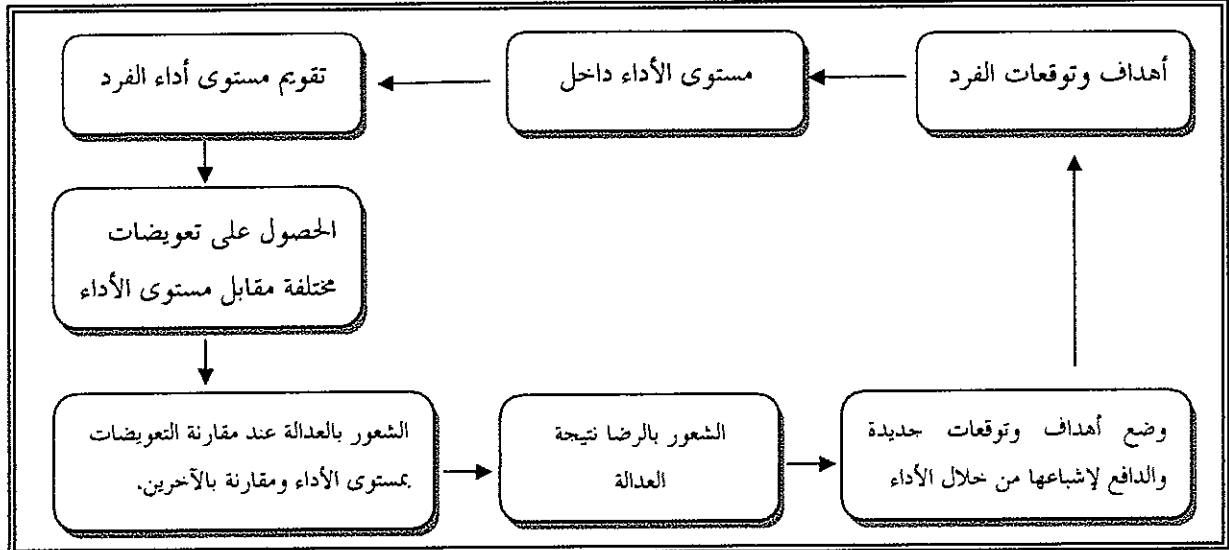 أهداف وتوقعات الفرد
مستوى الأداء داخل
تقويم مستوى أداء الفرد
الحصول على تعويضات
مختلفة مقابل مستوى الأداء
الشعور بالعدالة عند مقارنة التعويضات
بمستوى الأداء ومقارنة بالآخرين.
الشعور بالرضا نتيجة
العدالة
وضع أهداف وتوقعات جديدة
والدافع لإشباعها من خلال الأداء